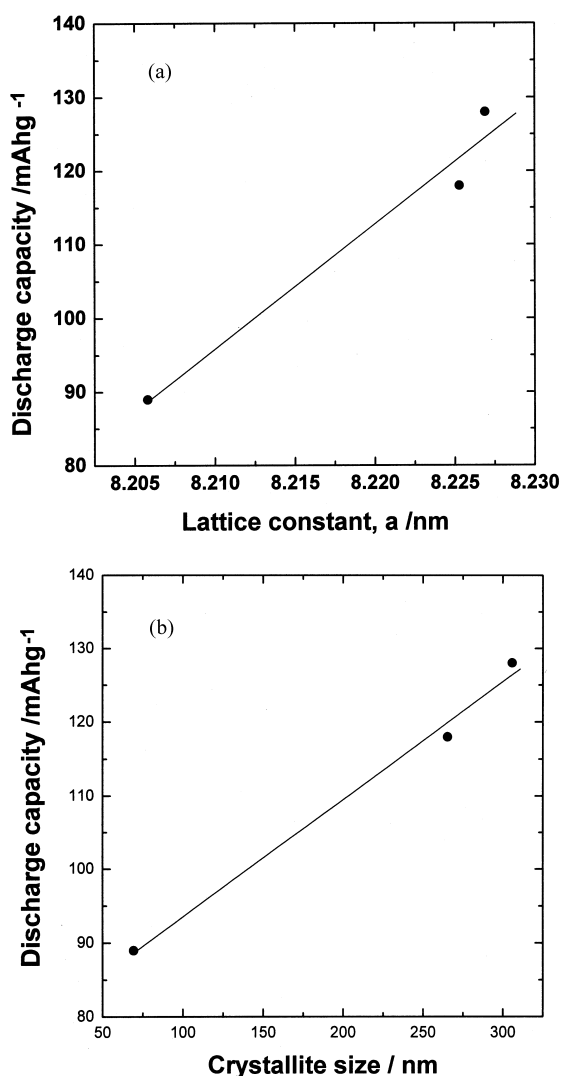 140
(a)
130
120
110
100
90
80
Discharge capacity /mAhg -1
8.205 8.210 8.215 8.220 8.225 8.230
Lattice constant, a /nm
140
(b)
130
120
110
100
90
80
Discharge capacity /mAhg-1
50 100 150 200 250 300
Crystallite size / nm